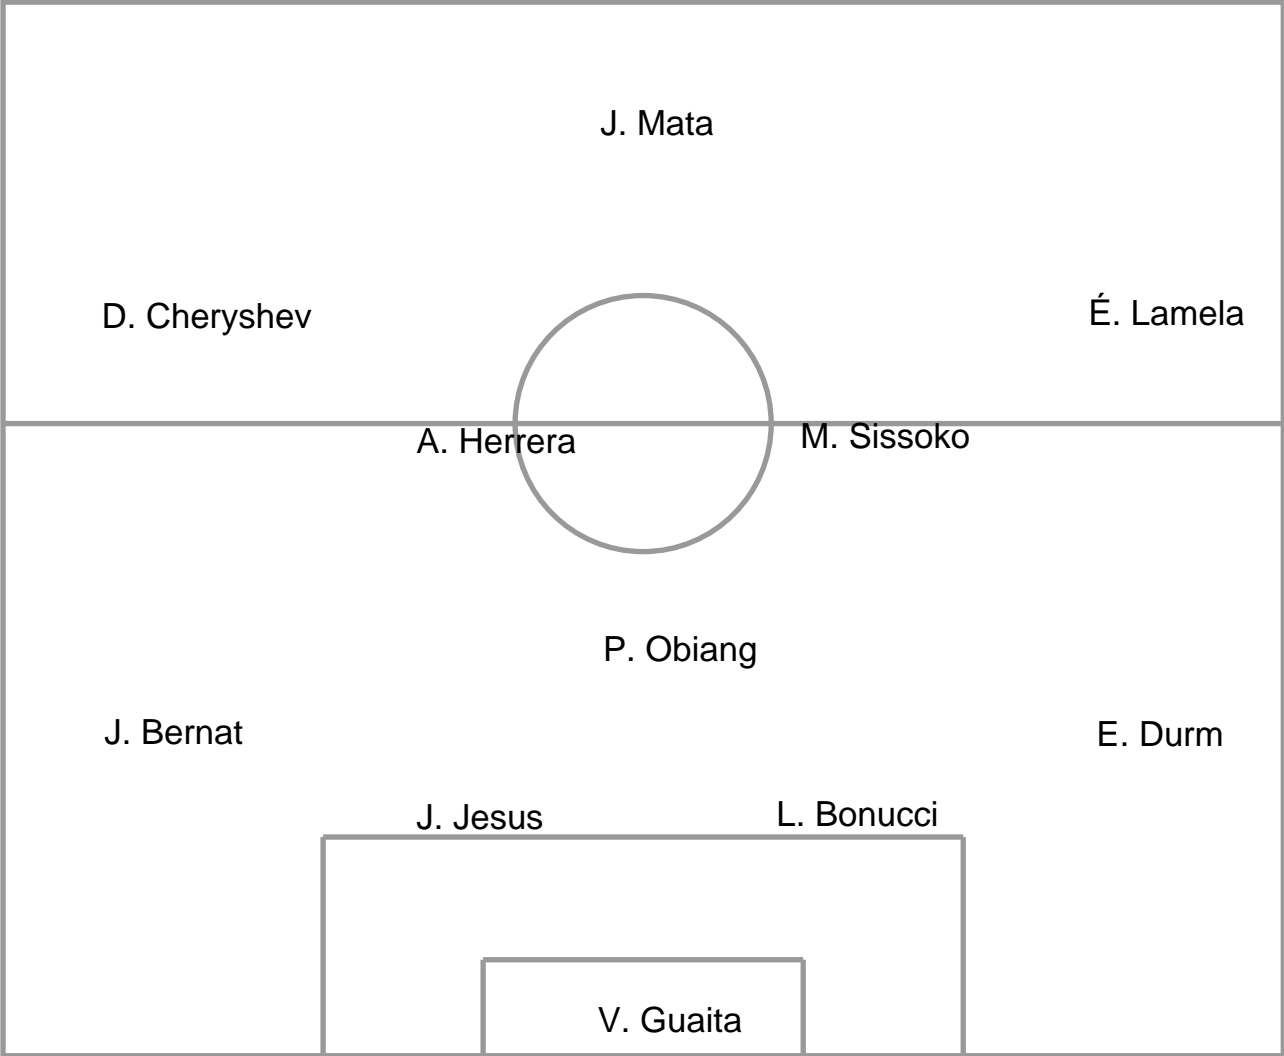 J. Mata
D. Cheryshev
É. Lamela
A. Herrera
M. Sissoko
P. Obiang
J. Bernat
E. Durm
J. Jesus
L. Bonucci
V. Guaita